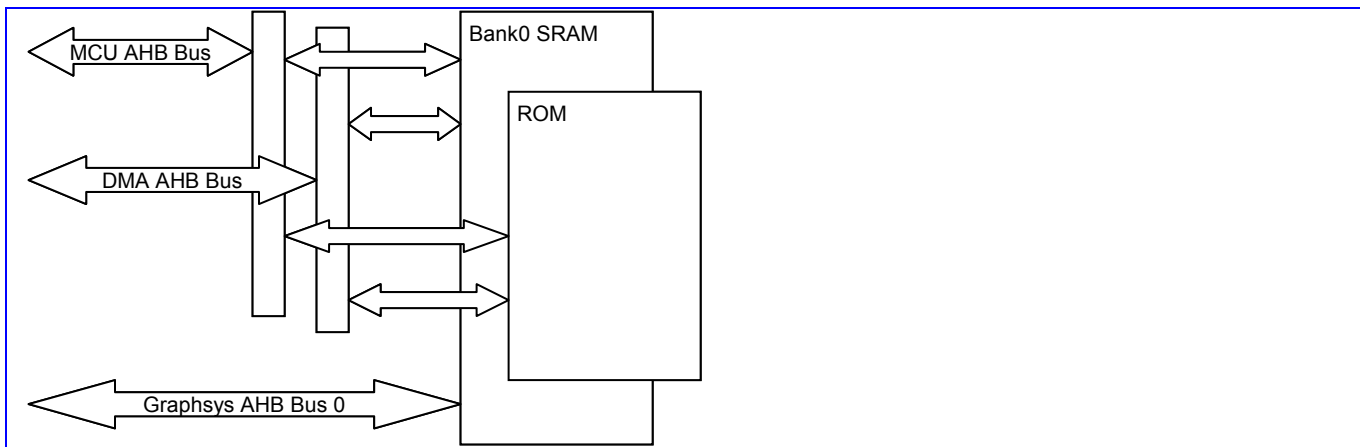 MCU AHB Bus
Bank0 SRAM
ROM
DMA AHB Bus
Graphsys AHB Bus 0